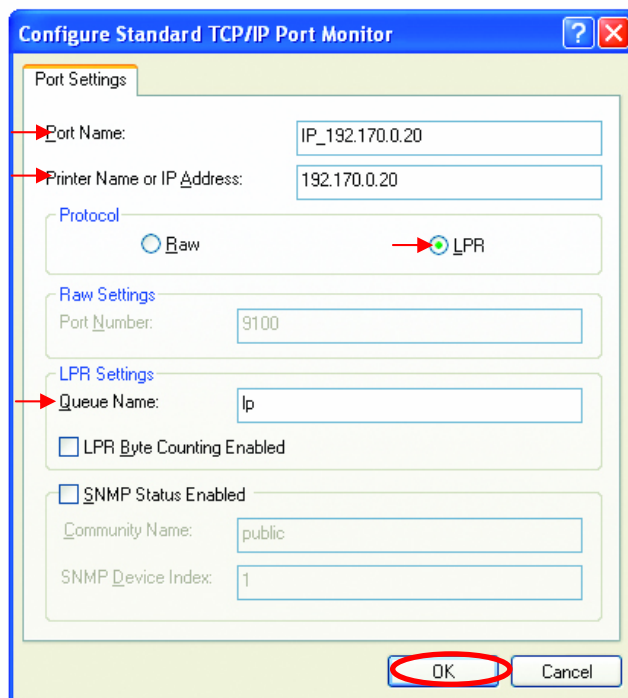 Configure Standard TCP/IP Port Monitor
Port Settings
Port Name: IP_192.170.0.20
Printer Name or IP Address: 192.170.0.20
Protocol
Raw LPR
Raw Settings
Port Number: 9100
LPR Settings
Queue Name: lp
LPR Byte Counting Enabled
SNMP Status Enabled
Community Name: public
SNMP Device Index: 1
OK Cancel